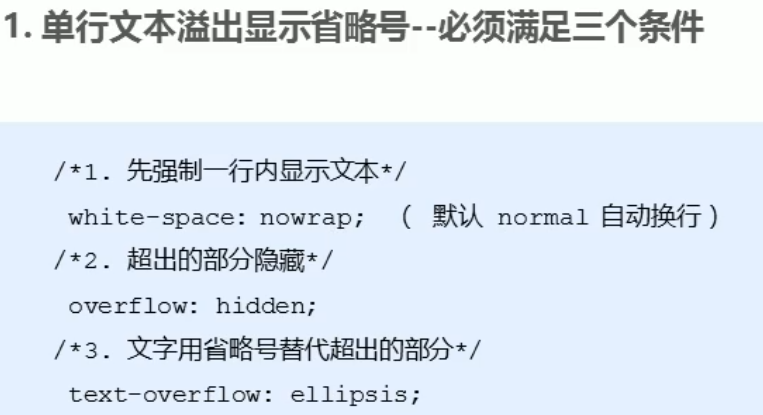 1. 单行文本溢出显示省略号--必须满足三个条件
/*1. 先强制一行内显示文本*/
white-space: nowrap; （ 默认 normal 自动换行）
/*2. 超出的部分隐藏*/
overflow: hidden;
/*3. 文字用省略号替代超出的部分*/
text-overflow: ellipsis;